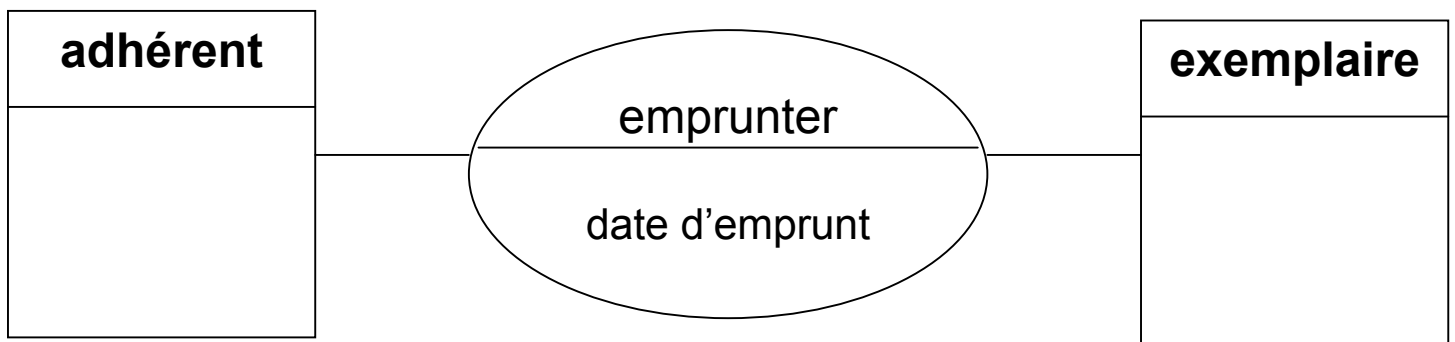 adhérent
emprunter
date d’emprunt
exemplaire